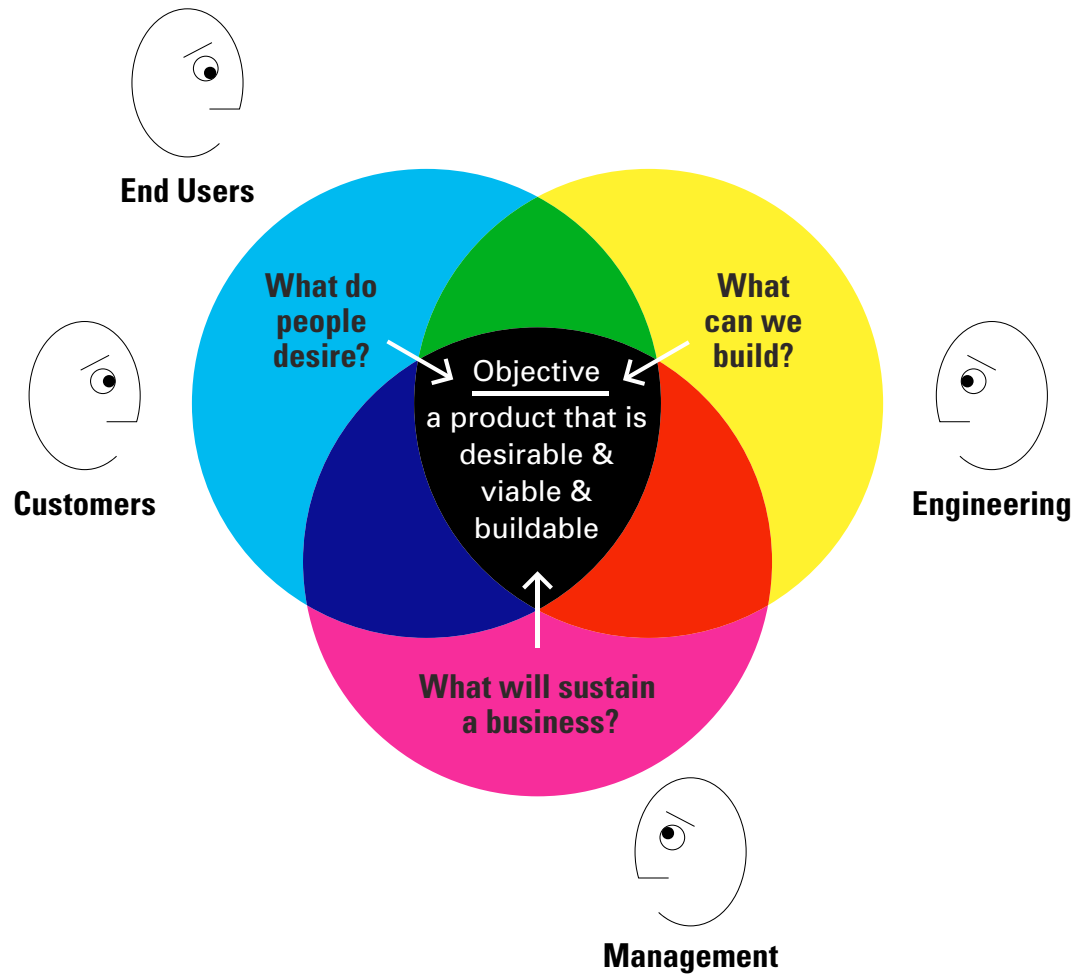 End Users
What do
people
desire?
What
can we
build?
Objective
a product that is
desirable &
viable &
buildable
Customers
Engineering
What will sustain
a business?
Management